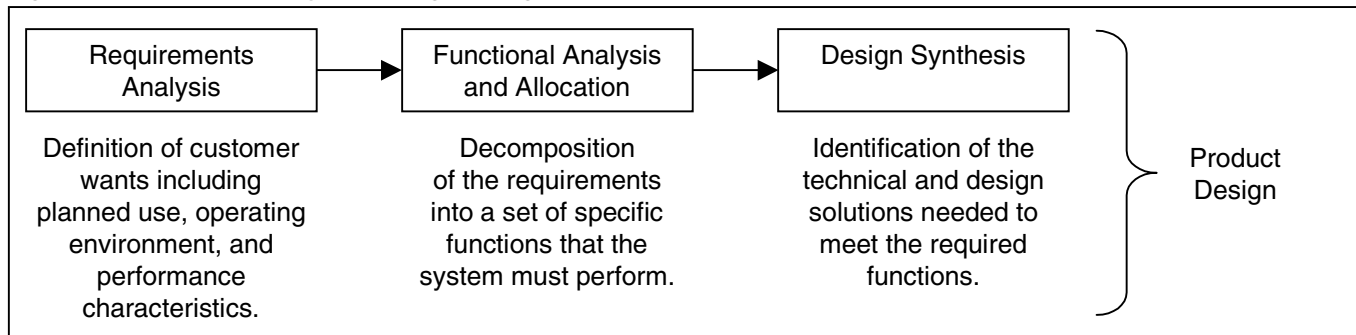 Requirements
Analysis
Definition of customer
wants including
planned use, operating
environment, and
performance
characteristics.
Functional Analysis
and Allocation
Decomposition
of the requirements
into a set of specific
functions that the
system must perform.
Design Synthesis
Identification of the
technical and design
solutions needed to
meet the required
functions.
Product
Design